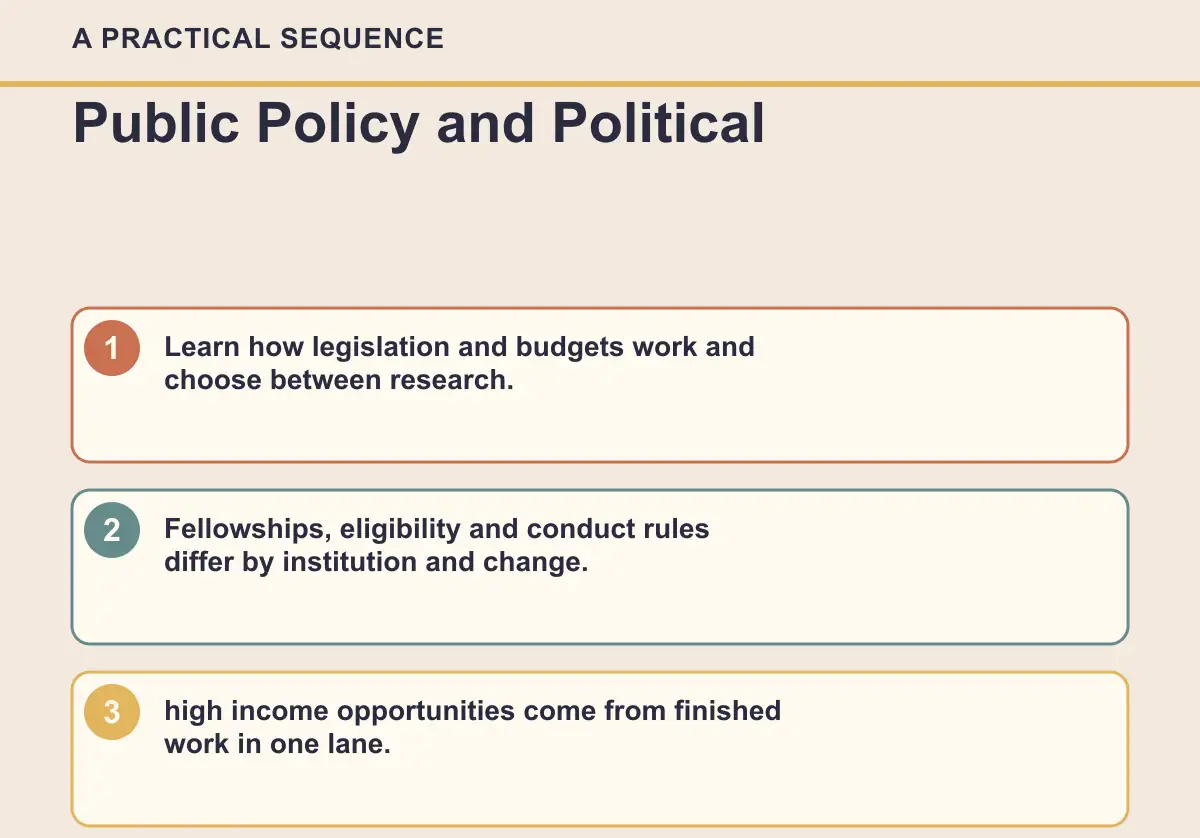 A PRACTICAL SEQUENCE
Public Policy and Political
1
Learn how legislation and budgets work and
choose between research.
2
Fellowships, eligibility and conduct rules
differ by institution and change.
3
high income opportunities come from finished
work in one lane.